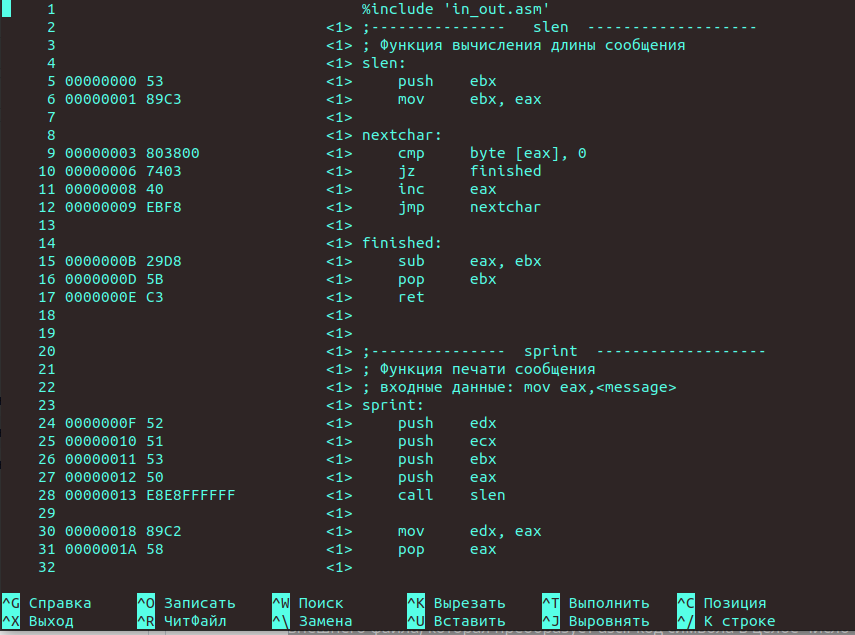 1 %include 'in_out.asm'
2 <1> ;--------------- slen -------------------
3 <1> ; Функция вычисления длины сообщения
4 <1> slen:
5 00000000 53 <1> push ebx
6 00000001 89C3 <1> mov ebx, eax
7 <1>
8 <1> nextchar:
9 00000003 803800 <1> cmp byte [eax], 0
10 00000006 7403 <1> jz finished
11 00000008 40 <1> inc eax
12 00000009 EBF8 <1> jmp nextchar
13 <1>
14 <1> finished:
15 0000000B 29D8 <1> sub eax, ebx
16 0000000D 5B <1> pop ebx
17 0000000E C3 <1> ret
18 <1>
19 <1>
20 <1> ;--------------- sprint -------------------
21 <1> ; Функция печати сообщения
22 <1> ; входные данные: mov eax,<message>
23 <1> sprint:
24 0000000F 52 <1> push edx
25 00000010 51 <1> push ecx
26 00000011 53 <1> push ebx
27 00000012 50 <1> push eax
28 00000013 E8E8FFFFFF <1> call slen
29 <1>
30 00000018 89C2 <1> mov edx, eax
31 0000001A 58 <1> pop eax
32 <1>
^G Справка ^O Записать ^W Поиск ^K Вырезать ^T Выполнить ^C Позиция
^X Выход ^R ЧитФайл ^\ Замена ^U Вставить ^J Выровнять ^/ К строке